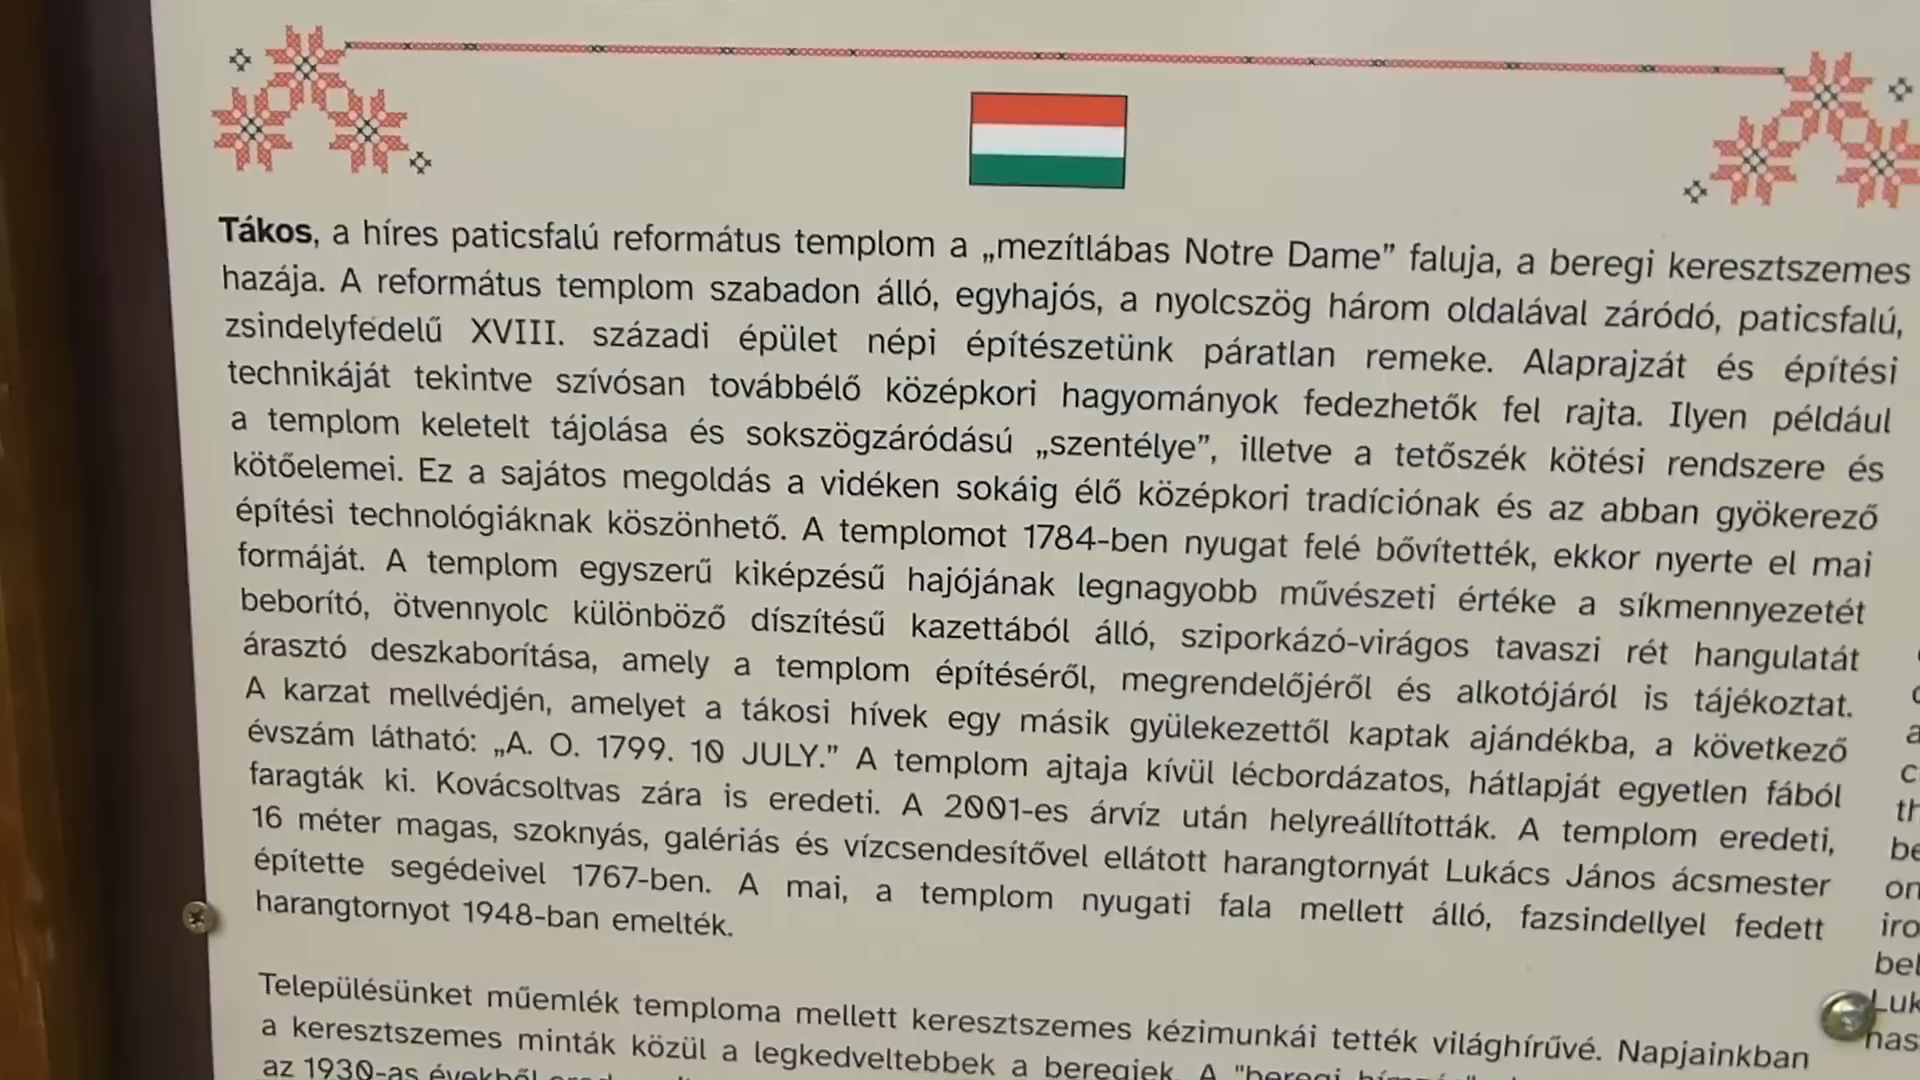 Tákos, a híres paticsfalú református templom a „mezítlábas Notre Dame” faluja, a beregi keresztszemes
hazája. A református templom szabadon álló, egyhajós, a nyolcszög három oldalával záródó, paticsfalú,
zsindelyfedelű XVIII. századi épület népi építészetünk páratlan remeke. Alaprajzát és építési
technikáját tekintve szívósan továbbélő középkori hagyományok fedezhetők fel rajta. Ilyen például
a templom keletelt tájolása és sokszögzáródású „szentélye”, illetve a tetőszék kötési rendszere és
kötőelemei. Ez a sajátos megoldás a vidéken sokáig élő középkori tradíciónak és az abban gyökerező
építési technológiáknak köszönhető. A templomot 1784-ben nyugat felé bővítették, ekkor nyerte el mai
formáját. A templom egyszerű kiképzésű hajójának legnagyobb művészeti értéke a síkmennyezetét
beborító, ötvennyolc különböző díszítésű kazettából álló, sziporkázó-virágos tavaszi rét hangulatát
árasztó deszkaborítása, amely a templom építéséről, megrendelőjéről és alkotójáról is tájékoztat.
A karzat mellvédjén, amelyet a tákosi hívek egy másik gyülekezettől kaptak ajándékba, a következő
évszám látható: „A. O. 1799. 10 JULY.” A templom ajtaja kívül lécbordázatos, hátlapját egyetlen fából
faragták ki. Kovácsoltvas zára is eredeti. A 2001-es árvíz után helyreállították. A templom eredeti,
16 méter magas, szoknyás, galériás és vízcsendesítővel ellátott harangtornyát Lukács János ácsmester
építette segédeivel 1767-ben. A mai, a templom nyugati fala mellett álló, fazsindellyel fedett
harangtornyot 1948-ban emelték.
Településünket műemlék temploma mellett keresztszemes kézimunkái tették világhírűvé. Napjainkban
a keresztszemes minták közül a legkedveltebbek a beregiek. A "beregi
az 1930-as évekből